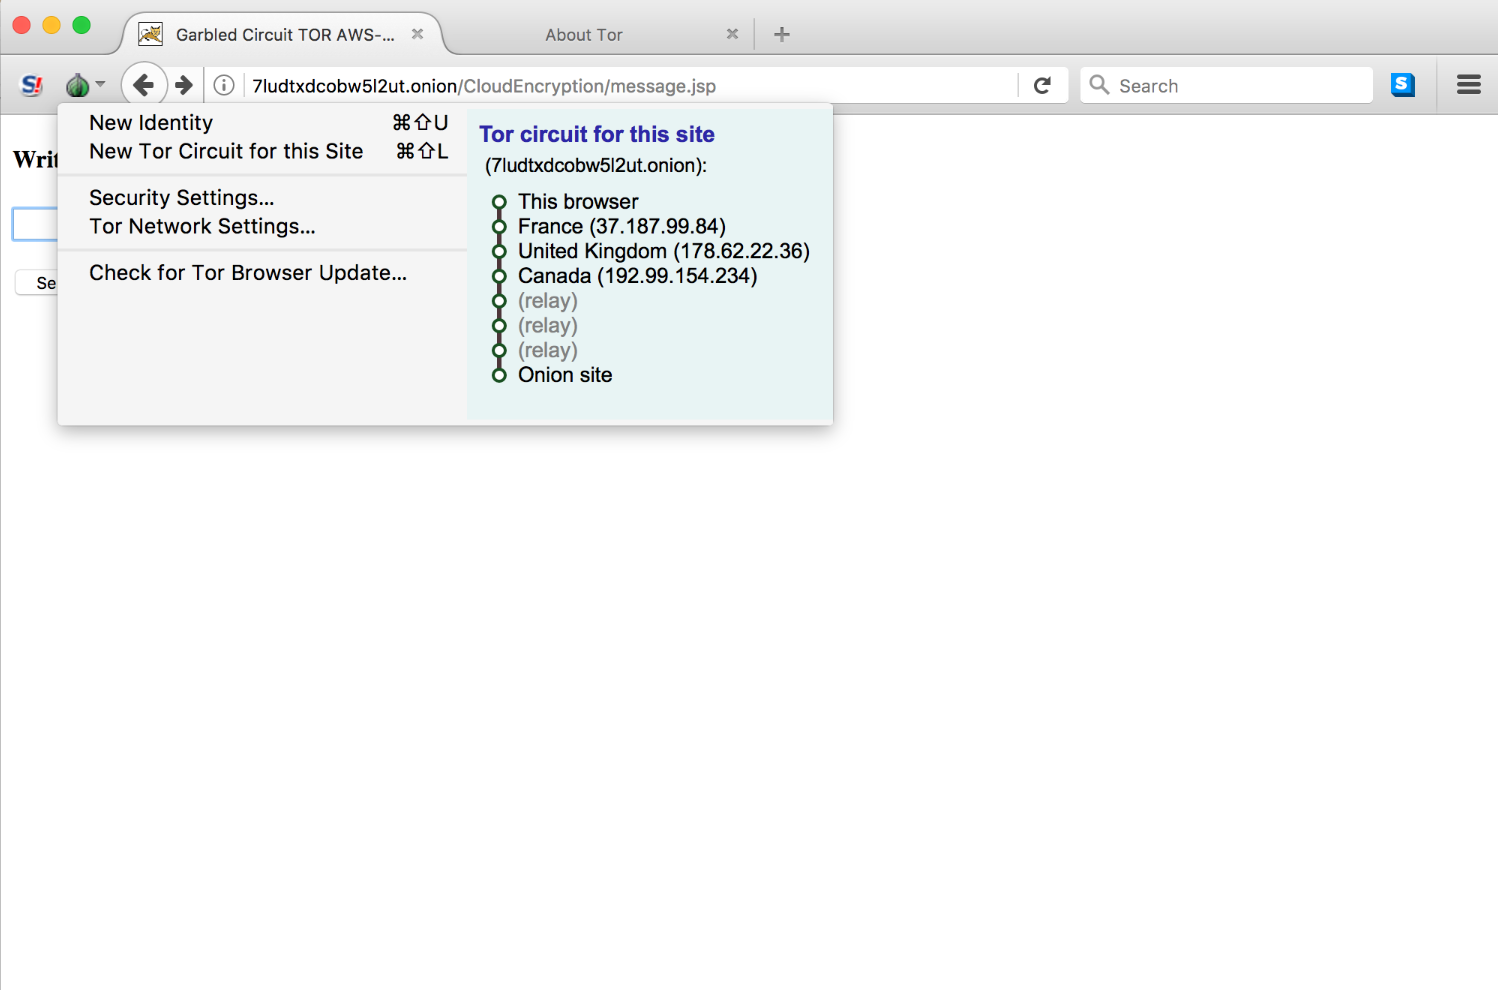 Garbled Circuit TOR AWS-...
About Tor
7ludtxdcobw5l2ut.onion/CloudEncryption/message.jsp
Search
New Identity ⌘⇧U
New Tor Circuit for this Site ⌘⇧L
Security Settings...
Tor Network Settings...
Check for Tor Browser Update...
Tor circuit for this site
(7ludtxdcobw5l2ut.onion):
This browser
France (37.187.99.84)
United Kingdom (178.62.22.36)
Canada (192.99.154.234)
(relay)
(relay)
(relay)
Onion site
Writ
Se